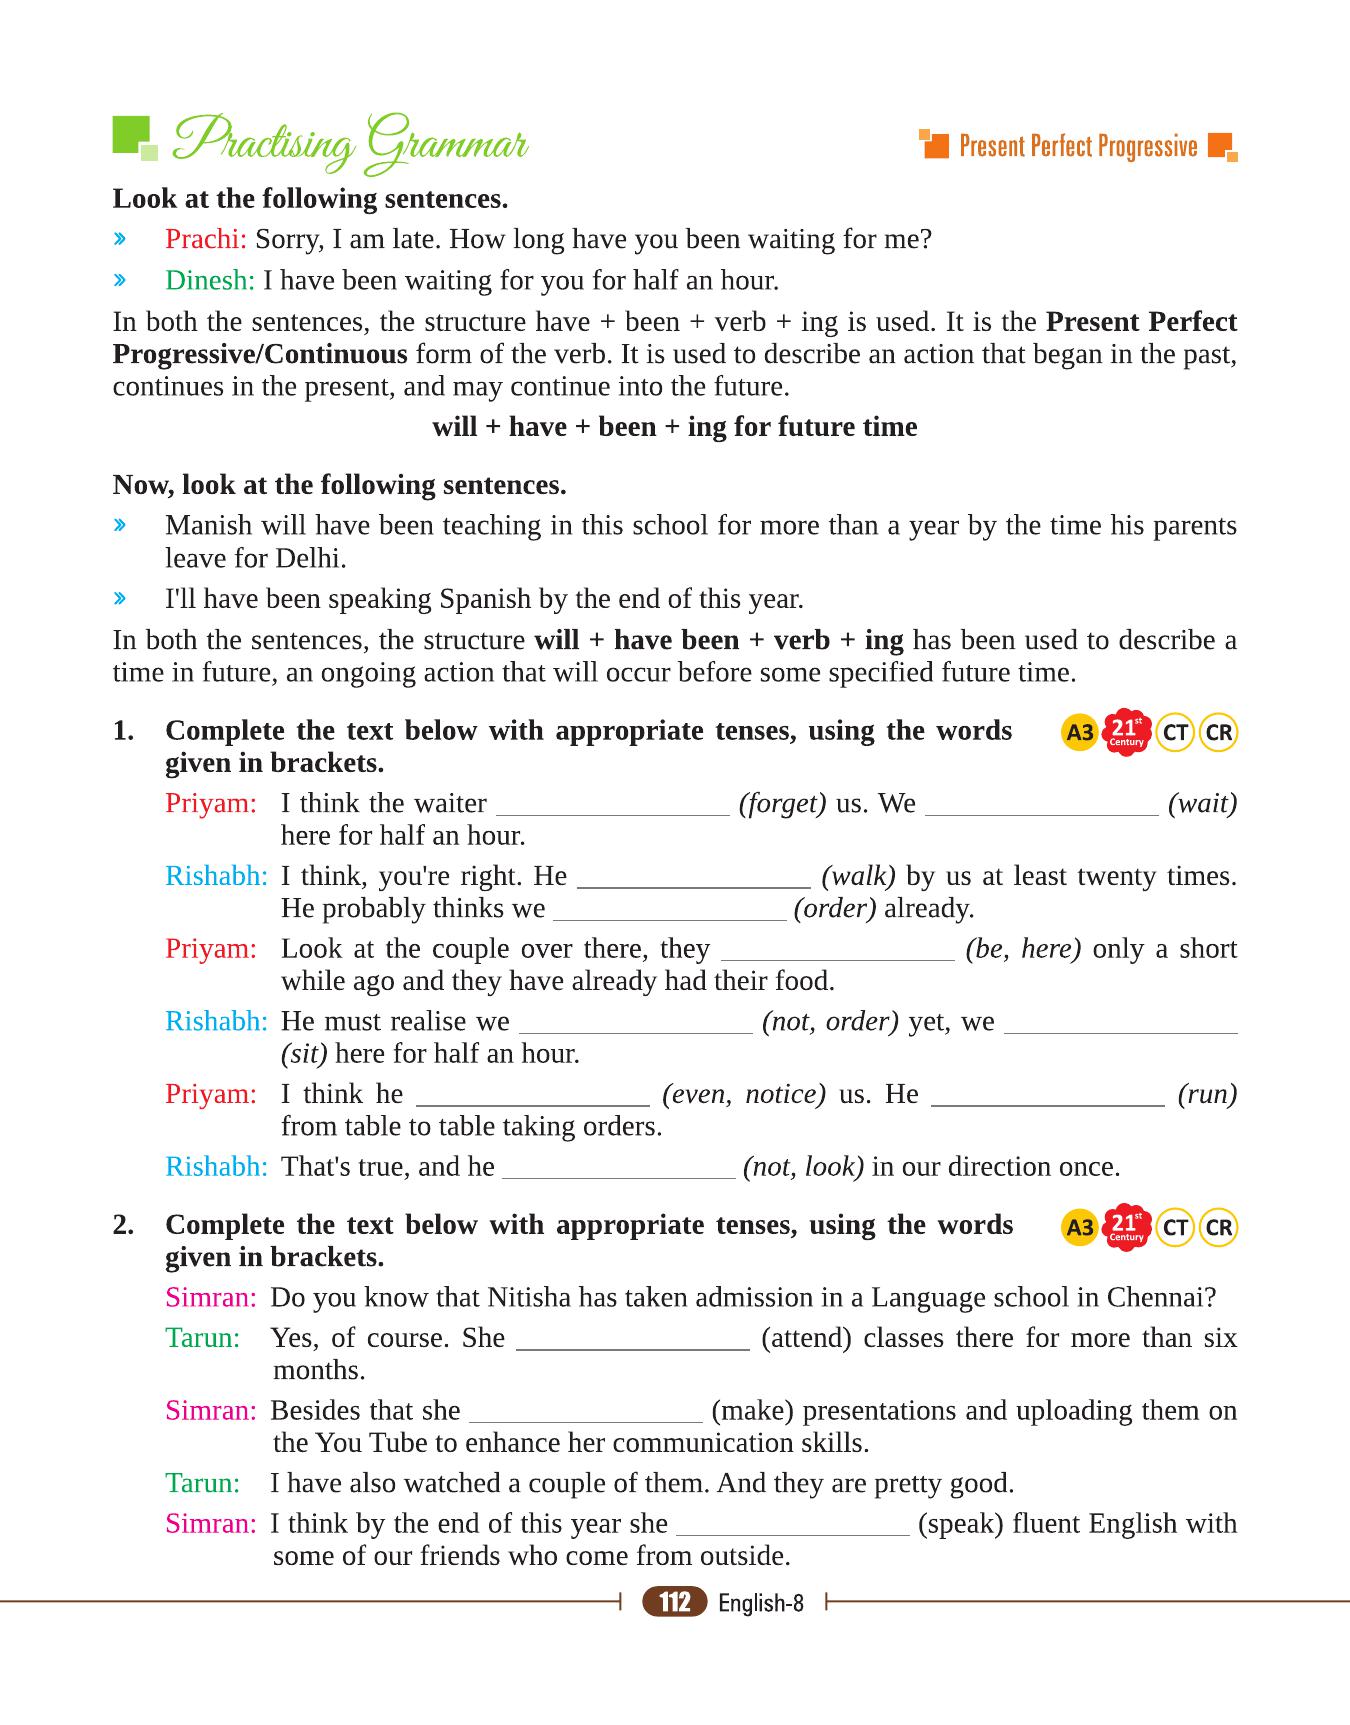 Practising Grammar
Present Perfect Progressive
Look at the following sentences.
» Prachi: Sorry, I am late. How long have you been waiting for me?
» Dinesh: I have been waiting for you for half an hour.
In both the sentences, the structure have + been + verb + ing is used. It is the Present Perfect
Progressive/Continuous form of the verb. It is used to describe an action that began in the past,
continues in the present, and may continue into the future.
will + have + been + ing for future time
Now, look at the following sentences.
» Manish will have been teaching in this school for more than a year by the time his parents
leave for Delhi.
» I'll have been speaking Spanish by the end of this year.
In both the sentences, the structure will + have been + verb + ing has been used to describe a
time in future, an ongoing action that will occur before some specified future time.
1. Complete the text below with appropriate tenses, using the words
given in brackets.
A3 21st Century CT CR
Priyam: I think the waiter ________________ (forget) us. We ________________ (wait)
here for half an hour.
Rishabh: I think, you're right. He ________________ (walk) by us at least twenty times.
He probably thinks we ________________ (order) already.
Priyam: Look at the couple over there, they ________________ (be, here) only a short
while ago and they have already had their food.
Rishabh: He must realise we ________________ (not, order) yet, we ________________
(sit) here for half an hour.
Priyam: I think he ________________ (even, notice) us. He ________________ (run)
from table to table taking orders.
Rishabh: That's true, and he ________________ (not, look) in our direction once.
2. Complete the text below with appropriate tenses, using the words
given in brackets.
A3 21st Century CT CR
Simran: Do you know that Nitisha has taken admission in a Language school in Chennai?
Tarun: Yes, of course. She ________________ (attend) classes there for more than six
months.
Simran: Besides that she ________________ (make) presentations and uploading them on
the You Tube to enhance her communication skills.
Tarun: I have also watched a couple of them. And they are pretty good.
Simran: I think by the end of this year she ________________ (speak) fluent English with
some of our friends who come from outside.
112 English-8